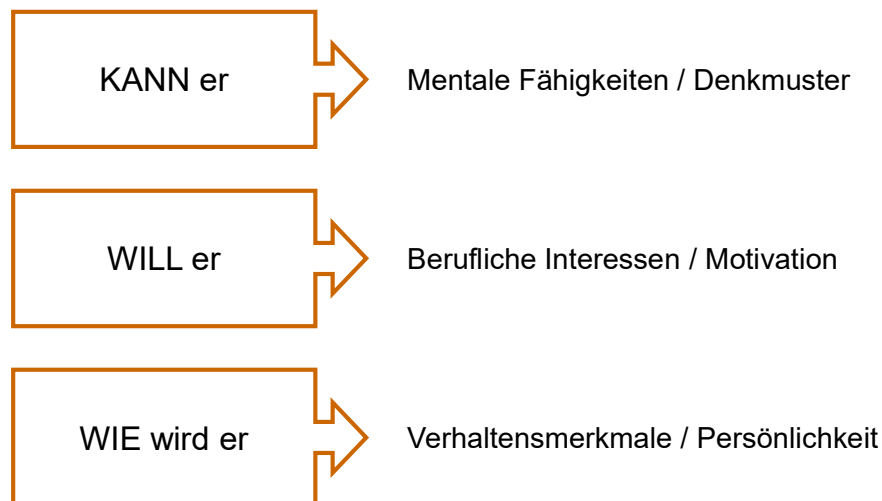 KANN er
Mentale Fähigkeiten / Denkmuster
WILL er
Berufliche Interessen / Motivation
WIE wird er
Verhaltensmerkmale / Persönlichkeit